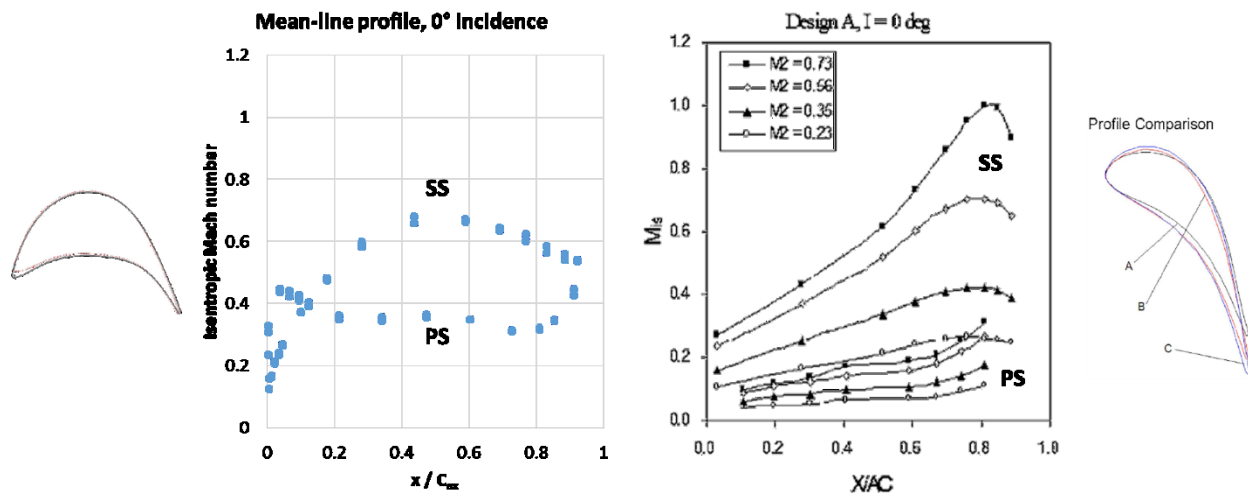 Mean-line profile, 0° Incidence
Isentropic Mach number
1.2
1
0.8
0.6
0.4
0.2
0
SS
PS
0 0.2 0.4 0.6 0.8 1
x / Cax
Design A, I = 0 deg
M2 = 0.73
M2 = 0.56
M2 = 0.35
M2 = 0.23
Mis
1.2
1.0
0.8
0.6
0.4
0.2
0.0
SS
PS
0.0 0.2 0.4 0.6 0.8 1.0
X/AC
Profile Comparison
A
B
C